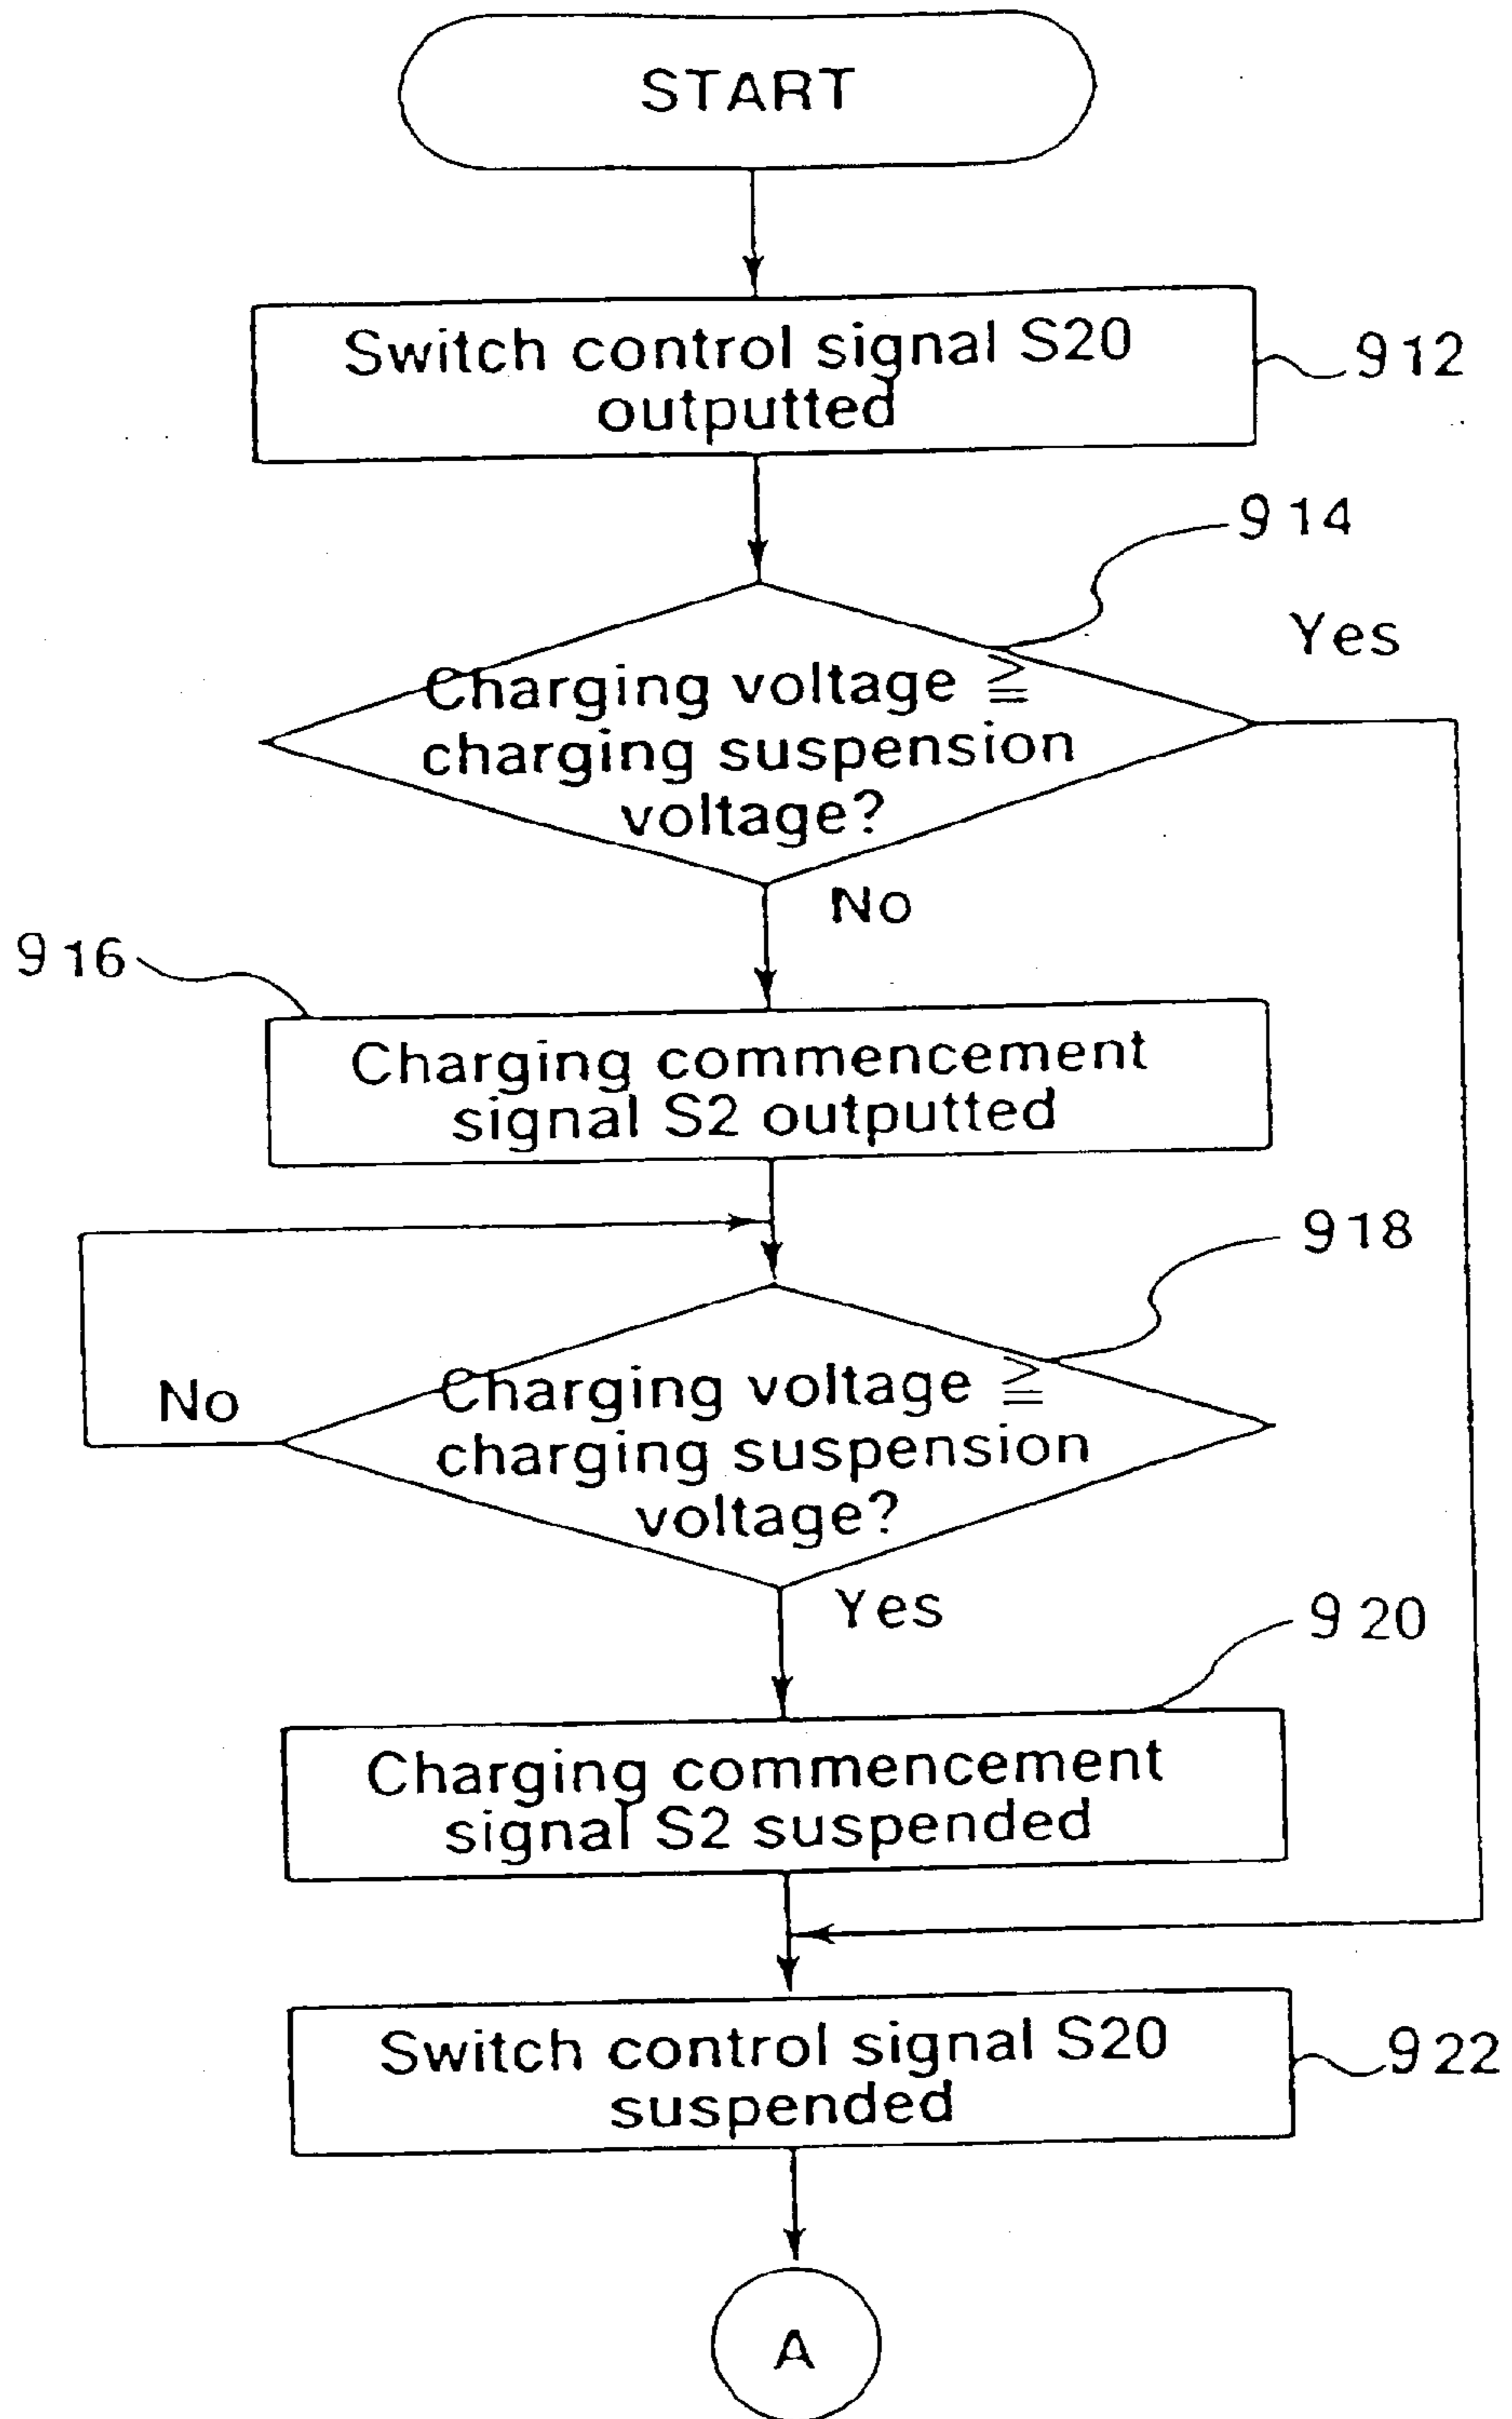 START
Switch control signal S20
outputted
912
914
Yes
Charging voltage ≧
charging suspension
voltage?
No
916
Charging commencement
signal S2 outputted
918
No
Charging voltage ≧
charging suspension
voltage?
Yes
920
Charging commencement
signal S2 suspended
Switch control signal S20
suspended
922
A